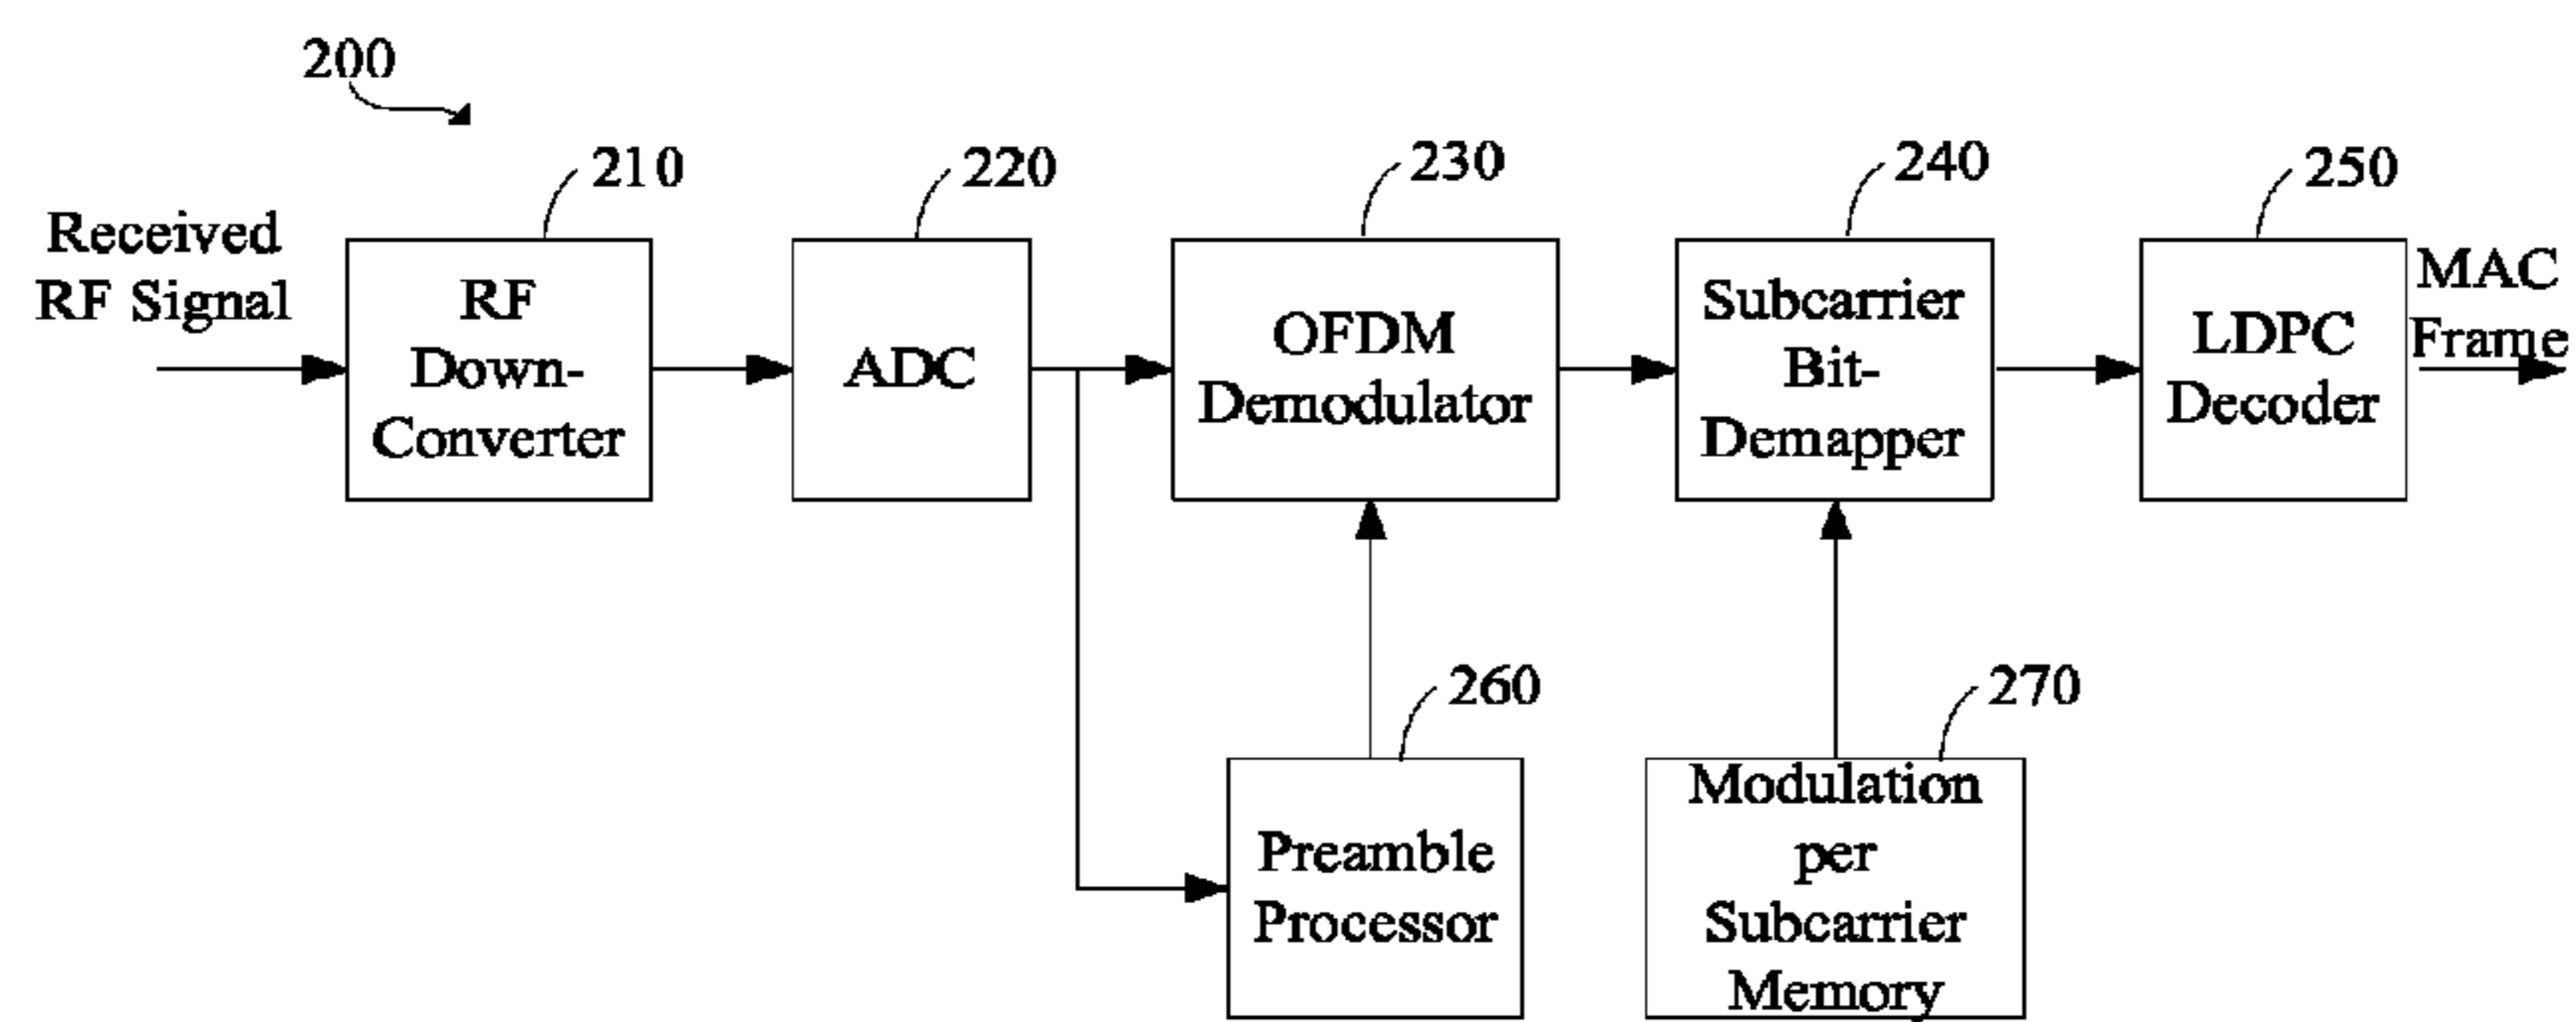 200
210
220
230
240
250
Received
RF Signal
RF
Down-
Converter
ADC
OFDM
Demodulator
Subcarrier
Bit-
Demapper
LDPC
Decoder
MAC
Frame
260
270
Preamble
Processor
Modulation
per
Subcarrier
Memory